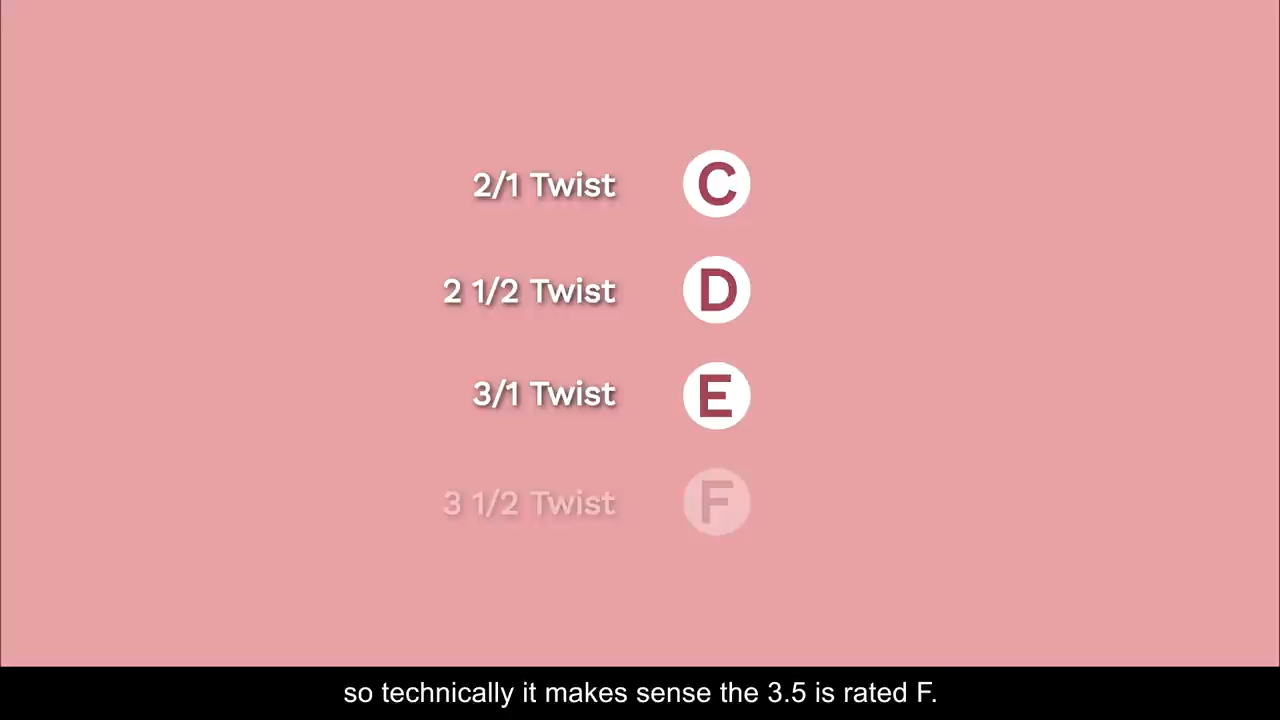 2/1 Twist C
2 1/2 Twist D
3/1 Twist E
3 1/2 Twist F
so technically it makes sense the 3.5 is rated F.